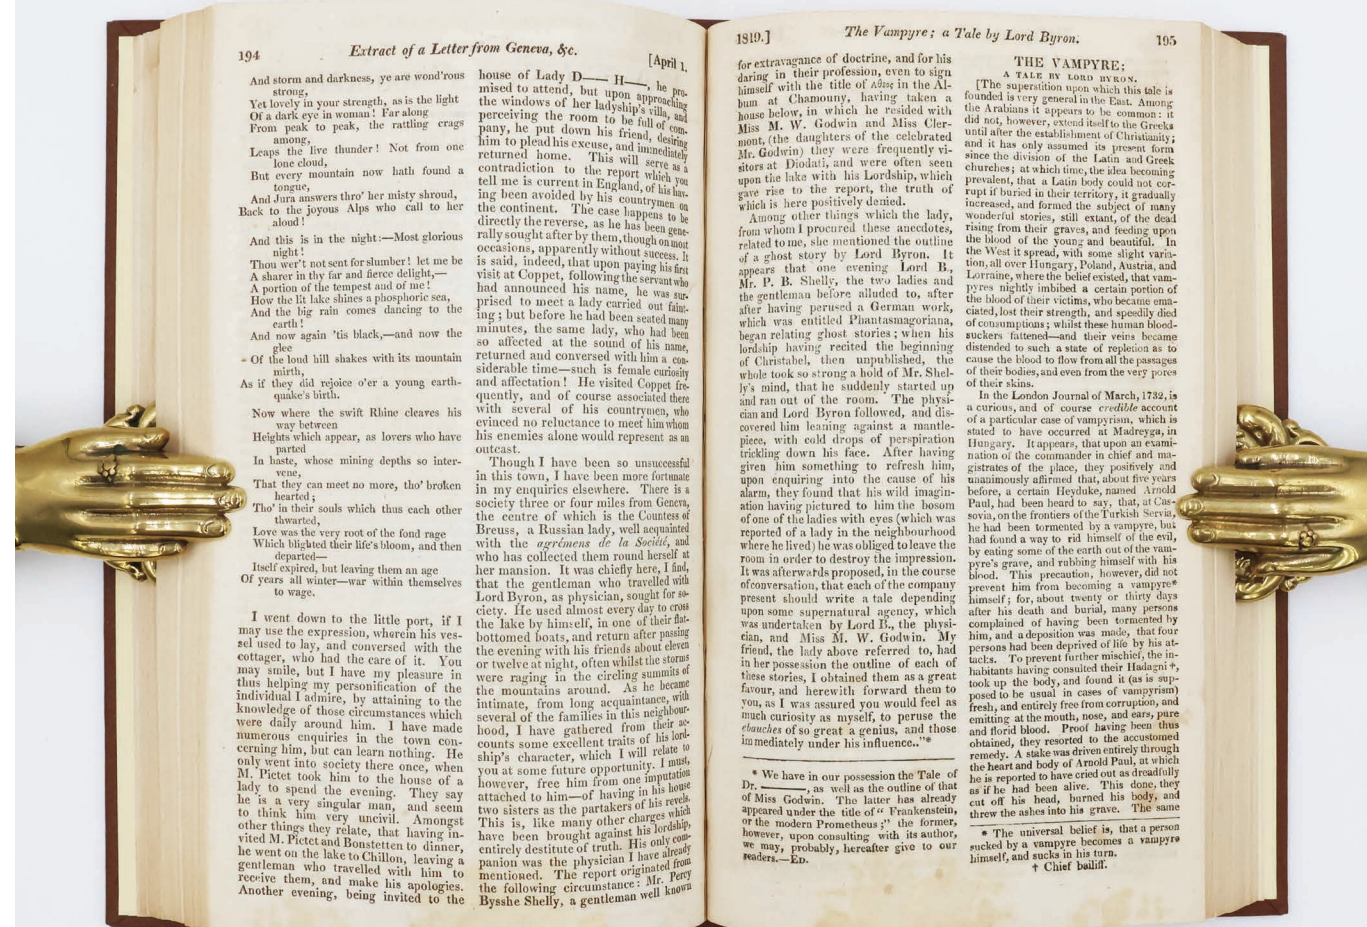 194
Extract of a Letter from Geneva, &c.
[April 1,
And storm and darkness, ye are wond'rous
strong,
Yet lovely in your strength, as is the light
Of a dark eye in woman! Far along
From peak to peak, the rattling crags
among,
Leaps the live thunder! Not from one
lone cloud,
But every mountain now hath found a
tongue,
And Jura answers thro' her misty shroud,
Back to the joyous Alps who call to her
aloud!
And this is in the night:—Most glorious
night!
Thou wer't not sent for slumber! let me be
A sharer in thy far and fierce delight,—
A portion of the tempest and of me!
How the lit lake shines a phosphoric sea,
And the big rain comes dancing to the
earth!
And now again 'tis black,—and now the
glee
Of the loud hill shakes with its mountain
mirth,
As if they did rejoice o'er a young earth-
quake's birth.
Now where the swift Rhine cleaves his
way between
Heights which appear, as lovers who have
parted
In haste, whose mining depths so inter-
vene,
That they can meet no more, tho' broken
hearted;
Tho' in their souls which thus each other
thwarted,
Love was the very root of the fond rage
Which blighted their life's bloom, and then
departed—
Itself expired, but leaving them an age
Of years all winter—war within themselves
to wage.
I went down to the little port, if I
may use the expression, wherein his ves-
sel used to lay, and conversed with the
cottager, who had the care of it. You
may smile, but I have my pleasure in
thus helping my personification of the
individual I admire, by attaining to the
knowledge of those circumstances which
were daily around him. I have made
numerous enquiries in the town con-
cerning him, but can learn nothing. He
only went into society there once, when
M. Pictet took him to the house of a
lady to spend the evening. They say
he is a very singular man, and seem
to think him very uncivil. Amongst
other things they relate, that having in-
vited M. Pictet and Bonstetten to dinner,
he went on the lake to Chillon, leaving a
gentleman who travelled with him to
receive them, and make his apologies.
Another evening, being invited to the
house of Lady D—— H——, he pro-
mised to attend, but upon approaching
the windows of her ladyship's villa, and
perceiving the room to be full of com-
pany, he put down his friend, desiring
him to plead his excuse, and immediately
returned home. This will serve as a
contradiction to the report which you
tell me is current in England, of his hav-
ing been avoided by his countrymen on
the continent. The case happens to be
directly the reverse, as he has been gene-
rally sought after by them, though on most
occasions, apparently without success. It
is said, indeed, that upon paying his first
visit at Coppet, following the servant who
had announced his name, he was sur-
prised to meet a lady carried out faint-
ing; but before he had been seated many
minutes, the same lady, who had been
so affected at the sound of his name,
returned and conversed with him a con-
siderable time—such is female curiosity
and affectation! He visited Coppet fre-
quently, and of course associated there
with several of his countrymen, who
evinced no reluctance to meet him whom
his enemies alone would represent as an
outcast.
Though I have been so unsuccessful
in this town, I have been more fortunate
in my enquiries elsewhere. There is a
society three or four miles from Geneva,
the centre of which is the Countess of
Breuss, a Russian lady, well acquainted
with the agrémens de la Société, and
who has collected them round herself at
her mansion. It was chiefly here, I find,
that the gentleman who travelled with
Lord Byron, as physician, sought for so-
ciety. He used almost every day to cross
the lake by himself, in one of their flat-
bottomed boats, and return after passing
the evening with his friends about eleven
or twelve at night, often whilst the storms
were raging in the circling summits of
the mountains around. As he became
intimate, from long acquaintance, with
several of the families in this neighbour-
hood, I have gathered from their ac-
counts some excellent traits of his lord-
ship's character, which I will relate to
you at some future opportunity. I must,
however, free him from one imputation
attached to him—of having in his house
two sisters as the partakers of his revels.
This is, like many other charges which
have been brought against his lordship,
entirely destitute of truth. His only com-
panion was the physician I have already
mentioned. The report originated from
the following circumstance: Mr. Percy
Bysshe Shelly, a gentleman well known
1819.]
The Vampyre; a Tale by Lord Byron.
195
for extravagance of doctrine, and for his
daring in their profession, even to sign
himself with the title of Αθεος in the Al-
bum at Chamouny, having taken a
house below, in which he resided with
Miss M. W. Godwin and Miss Cler-
mont, (the daughters of the celebrated
Mr. Godwin) they were frequently vi-
sitors at Diodati, and were often seen
upon the lake with his Lordship, which
gave rise to the report, the truth of
which is here positively denied.
Among other things which the lady,
from whom I procured these anecdotes,
related to me, she mentioned the outline
of a ghost story by Lord Byron. It
appears that one evening Lord B.,
Mr. P. B. Shelly, the two ladies and
the gentleman before alluded to, after
after having perused a German work,
which was entitled Phantasmagoriana,
began relating ghost stories; when his
lordship having recited the beginning
of Christabel, then unpublished, the
whole took so strong a hold of Mr. Shel-
ly's mind, that he suddenly started up
and ran out of the room. The physi-
cian and Lord Byron followed, and dis-
covered him leaning against a mantle-
piece, with cold drops of perspiration
trickling down his face. After having
given him something to refresh him,
upon enquiring into the cause of his
alarm, they found that his wild imagin-
ation having pictured to him the bosom
of one of the ladies with eyes (which was
reported of a lady in the neighbourhood
where he lived) he was obliged to leave the
room in order to destroy the impression.
It was afterwards proposed, in the course
of conversation, that each of the company
present should write a tale depending
upon some supernatural agency, which
was undertaken by Lord B., the physi-
cian, and Miss M. W. Godwin. My
friend, the lady above referred to, had
in her possession the outline of each of
these stories, I obtained them as a great
favour, and herewith forward them to
you, as I was assured you would feel as
much curiosity as myself, to peruse the
ebauches of so great a genius, and those
immediately under his influence.."*
* We have in our possession the Tale of
Dr. ———, as well as the outline of that
of Miss Godwin. The latter has already
appeared under the title of "Frankenstein,
or the modern Prometheus;" the former,
however, upon consulting with its author,
we may, probably, hereafter give to our
readers.—ED.
THE VAMPYRE;
A TALE BY LORD BYRON.
[The superstition upon which this tale is
founded is very general in the East. Among
the Arabians it appears to be common: it
did not, however, extend itself to the Greeks
until after the establishment of Christianity;
and it has only assumed its present form
since the division of the Latin and Greek
churches; at which time, the idea becoming
prevalent, that a Latin body could not cor-
rupt if buried in their territory, it gradually
increased, and formed the subject of many
wonderful stories, still extant, of the dead
rising from their graves, and feeding upon
the blood of the young and beautiful. In
the West it spread, with some slight varia-
tion, all over Hungary, Poland, Austria, and
Lorraine, where the belief existed, that vam-
pyres nightly imbibed a certain portion of
the blood of their victims, who became ema-
ciated, lost their strength, and speedily died
of consumptions; whilst these human blood-
suckers fattened—and their veins became
distended to such a state of repletion as to
cause the blood to flow from all the passages
of their bodies, and even from the very pores
of their skins.
In the London Journal of March, 1732, is
a curious, and of course credible account
of a particular case of vampyrism, which is
stated to have occurred at Madreyga, in
Hungary. It appears, that upon an exami-
nation of the commander in chief and ma-
gistrates of the place, they positively and
unanimously affirmed that, about five years
before, a certain Heyduke, named Arnold
Paul, had been heard to say, that, at Cas-
sovia, on the frontiers of the Turkish Servia,
he had been tormented by a vampyre, but
had found a way to rid himself of the evil,
by eating some of the earth out of the vam-
pyre's grave, and rubbing himself with his
blood. This precaution, however, did not
prevent him from becoming a vampyre*
himself; for, about twenty or thirty days
after his death and burial, many persons
complained of having been tormented by
him, and a deposition was made, that four
persons had been deprived of life by his at-
tacks. To prevent further mischief, the in-
habitants having consulted their Hadagni†,
took up the body, and found it (as is sup-
posed to be usual in cases of vampyrism)
fresh, and entirely free from corruption, and
emitting at the mouth, nose, and ears, pure
and florid blood. Proof having been thus
obtained, they resorted to the accustomed
remedy. A stake was driven entirely through
the heart and body of Arnold Paul, at which
he is reported to have cried out as dreadfully
as if he had been alive. This done, they
cut off his head, burned his body, and
threw the ashes into his grave. The same
* The universal belief is, that a person
sucked by a vampyre becomes a vampyre
himself, and sucks in his turn.
† Chief bailiff.